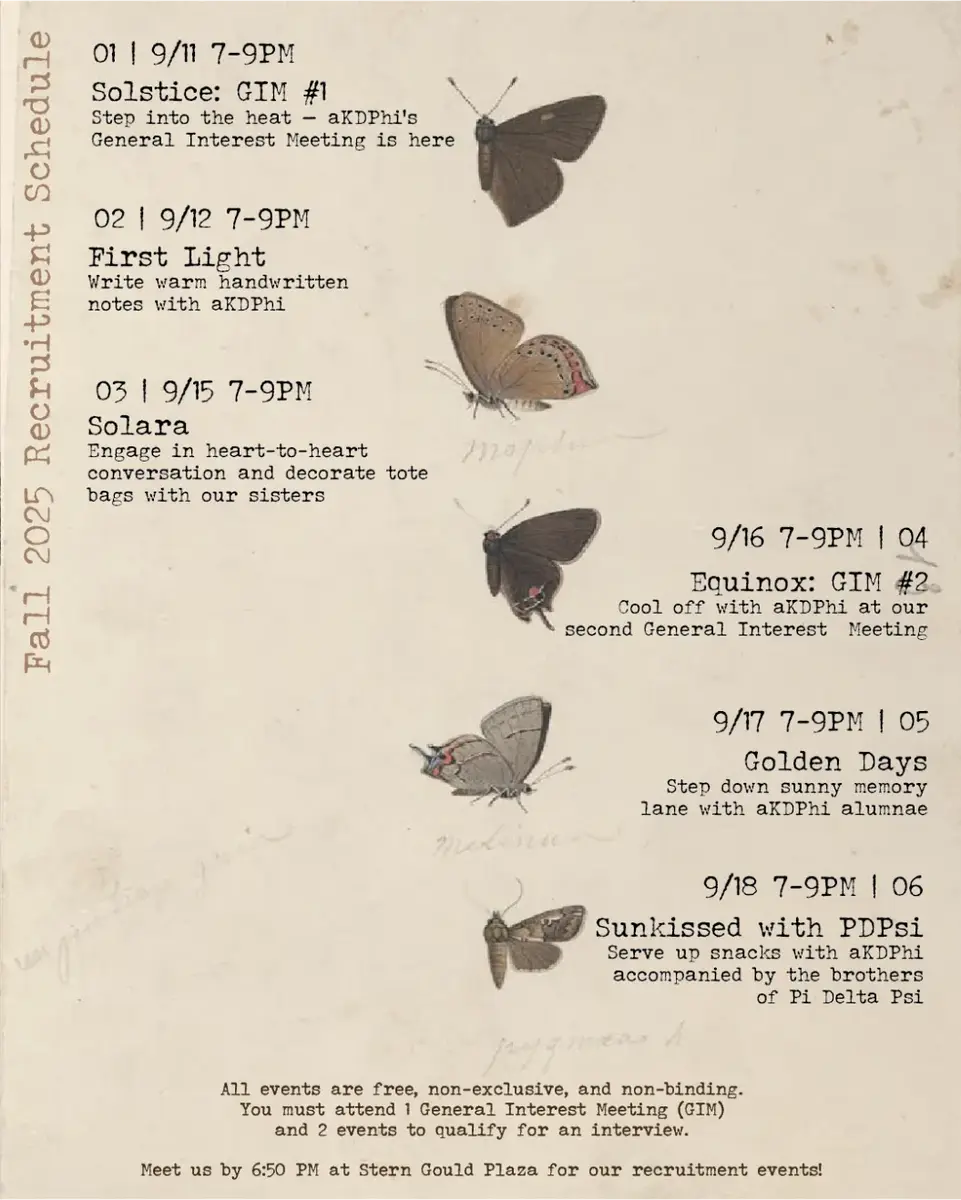 Fall 2025 Recruitment Schedule
01 | 9/11 7-9PM
Solstice: GIM #1
Step into the heat — aKDPhi's
General Interest Meeting is here
02 | 9/12 7-9PM
First Light
Write warm handwritten
notes with aKDPhi
03 | 9/15 7-9PM
Solara
Engage in heart-to-heart
conversation and decorate tote
bags with our sisters
9/16 7-9PM | 04
Equinox: GIM #2
Cool off with aKDPhi at our
second General Interest Meeting
9/17 7-9PM | 05
Golden Days
Step down sunny memory
lane with aKDPhi alumnae
9/18 7-9PM | 06
Sunkissed with PDPsi
Serve up snacks with aKDPhi
accompanied by the brothers
of Pi Delta Psi
All events are free, non-exclusive, and non-binding.
You must attend 1 General Interest Meeting (GIM)
and 2 events to qualify for an interview.
Meet us by 6:50 PM at Stern Gould Plaza for our recruitment events!